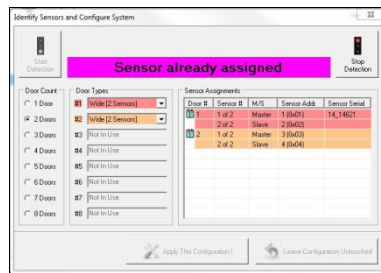 Identify Sensors and Configure System
Start Detection
Sensor already assigned
Stop Detection
Door Count
1 Door
2 Doors
3 Doors
4 Doors
5 Doors
6 Doors
7 Doors
8 Doors
Door Types
#1 Wide [2 Sensors]
#2 Wide [2 Sensors]
#3 Not In Use
#4 Not In Use
#5 Not In Use
#6 Not In Use
#7 Not In Use
#8 Not In Use
Sensor Assignments
Door # Sensor # M/S Sensor Addr. Sensor Serial
1 1 of 2 Master 1 (0x01) 14_14621
2 of 2 Slave 2 (0x02)
2 1 of 2 Master 3 (0x03)
2 of 2 Slave 4 (0x04)
Apply This Configuration!
Leave Configuration Untouched